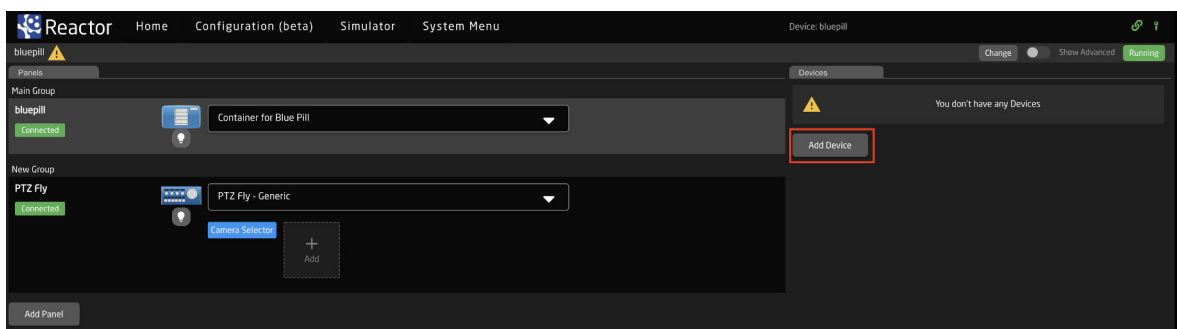 Reactor Home Configuration (beta) Simulator System Menu Device: bluepill
bluepill Change Show Advanced Running
Panels Devices
Main Group
bluepill
Connected
Container for Blue Pill
You don't have any Devices
Add Device
New Group
PTZ Fly
Connected
PTZ Fly - Generic
Camera Selector
Add
Add Panel